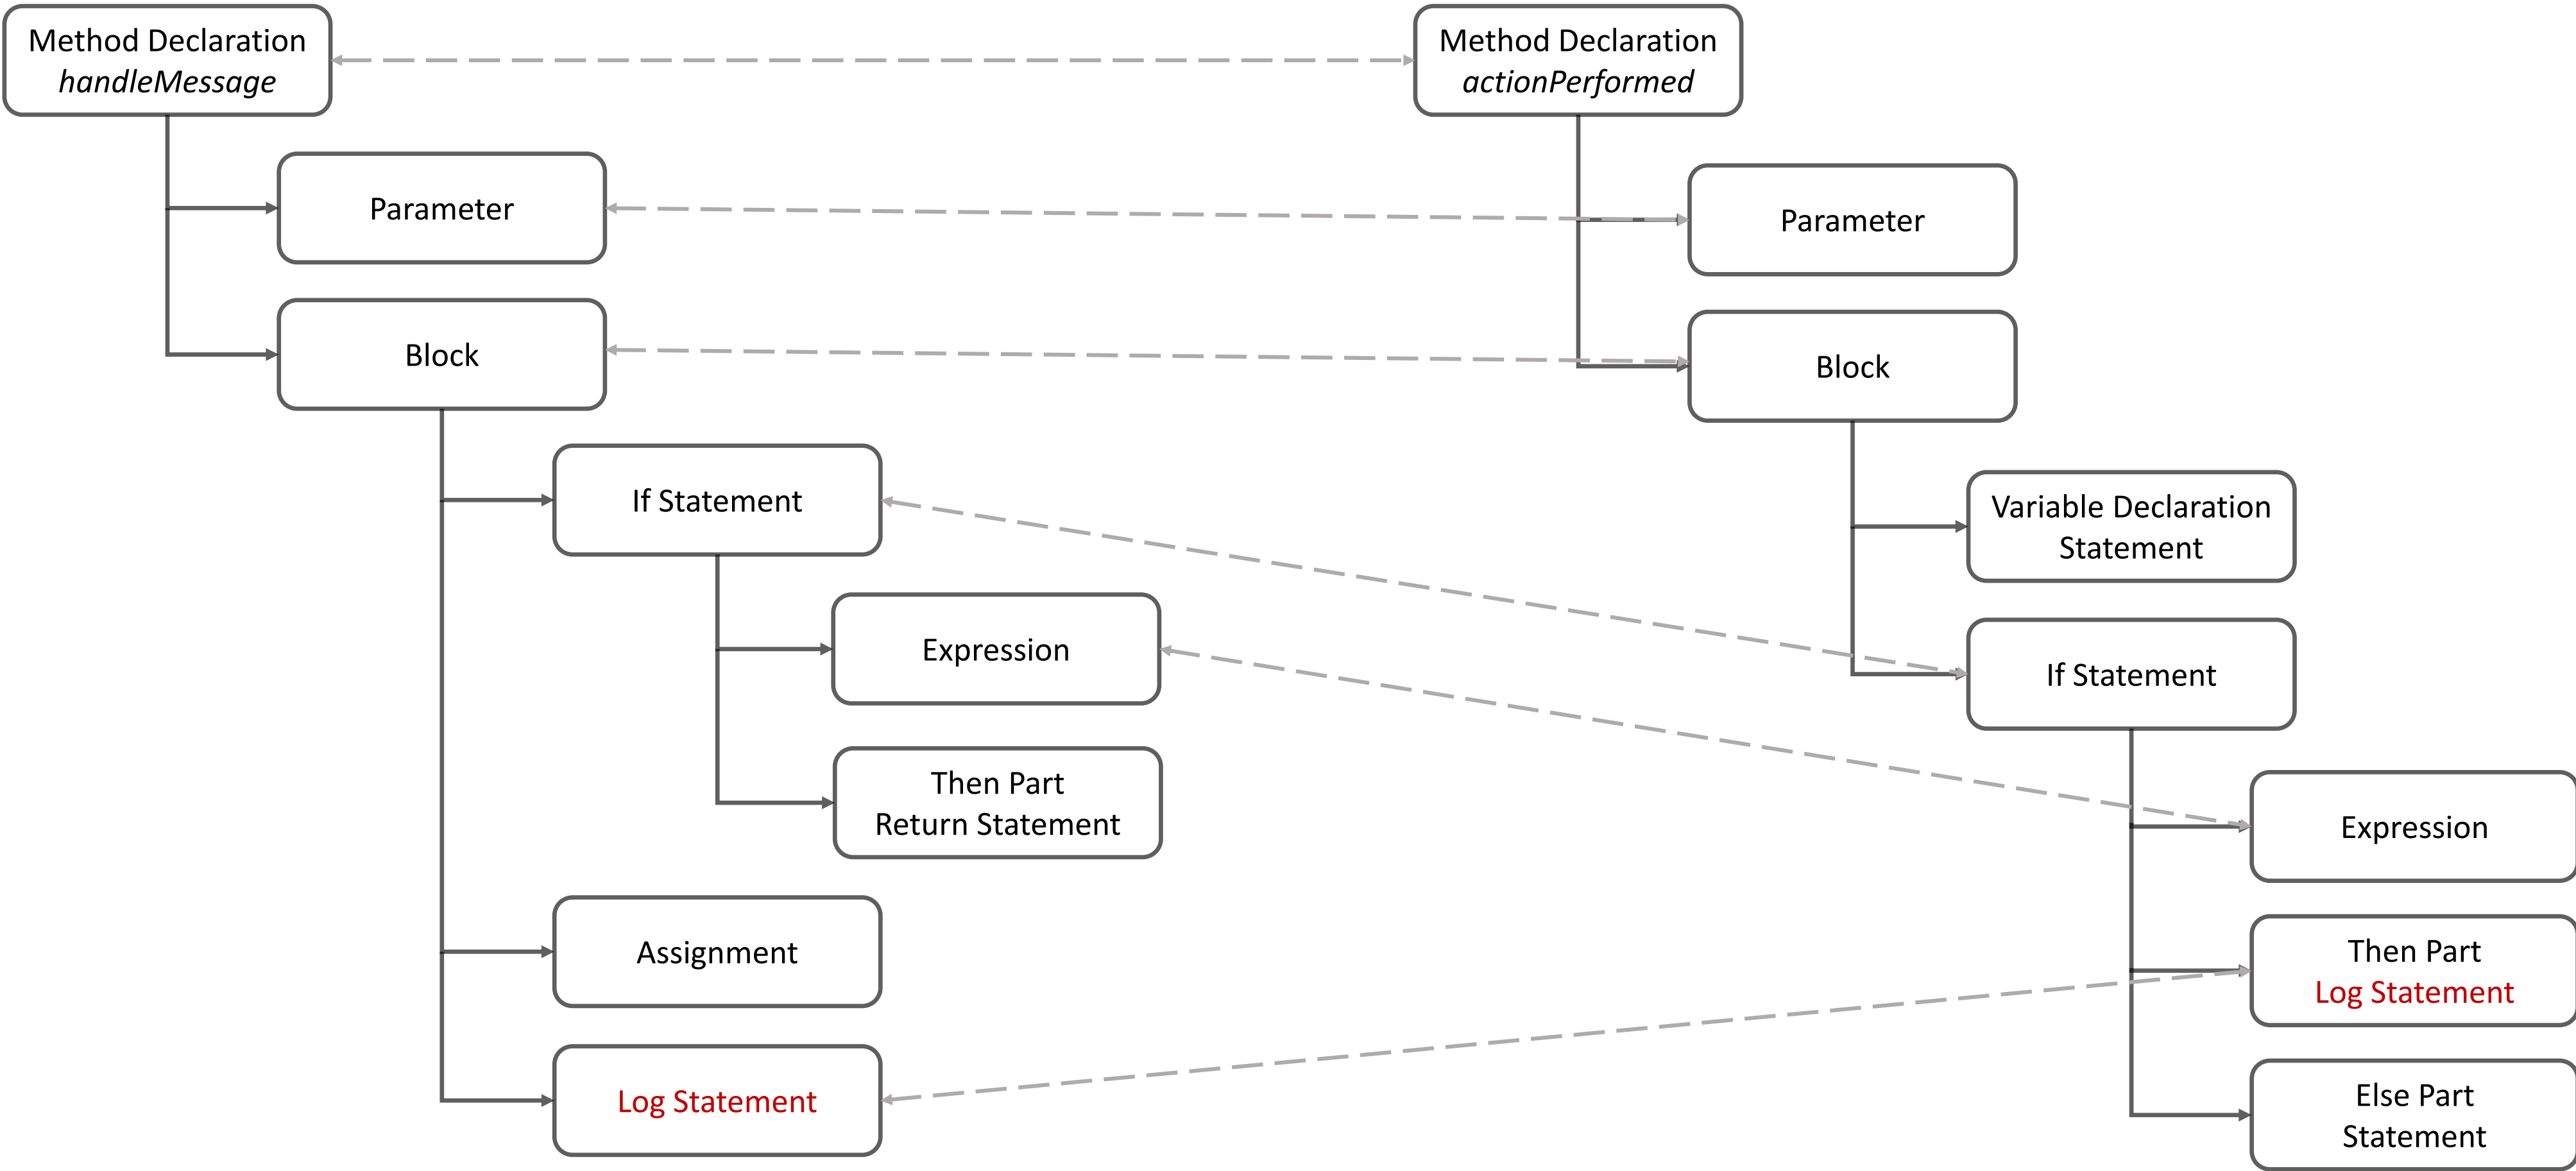 Method Declaration
handleMessage
Method Declaration
actionPerformed
Parameter
Parameter
Block
Block
If Statement
Variable Declaration
Statement
Expression
If Statement
Then Part
Return Statement
Expression
Assignment
Then Part
Log Statement
Log Statement
Else Part
Statement